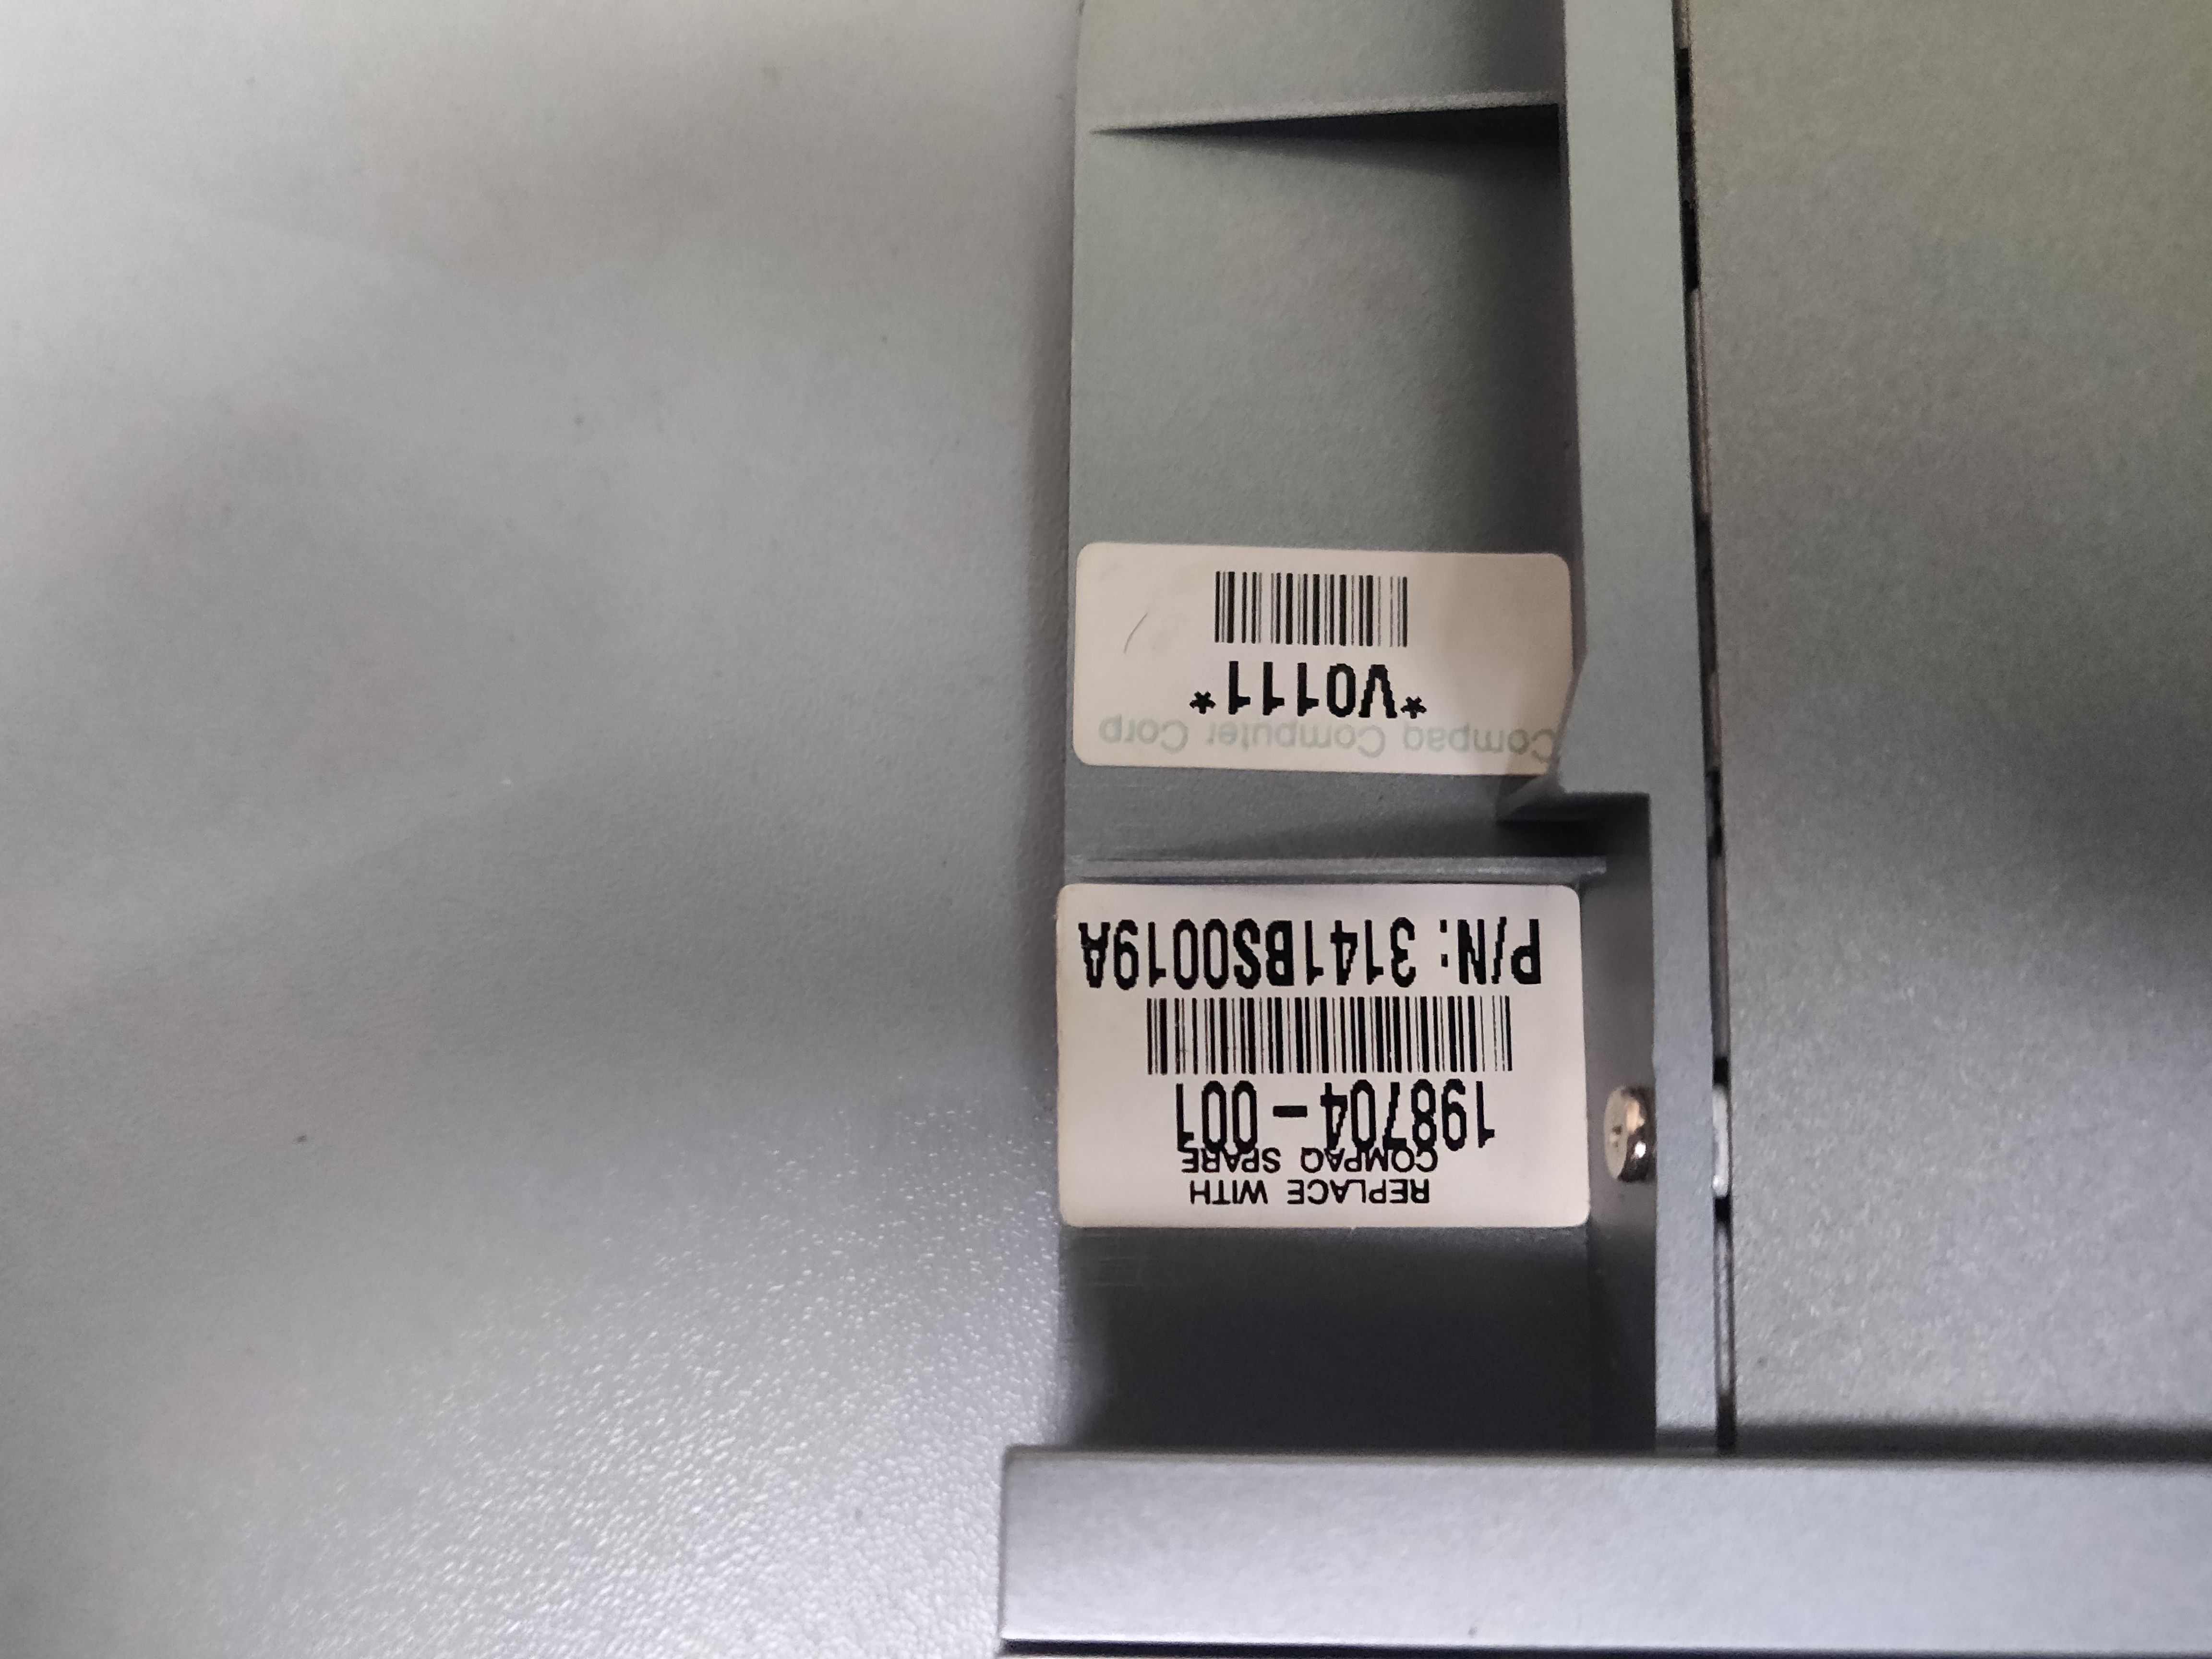 REPLACE WITH
COMPAQ SPARE
198704-001
P/N: 3141BS0019A
Compaq Computer Corp
*V0111*